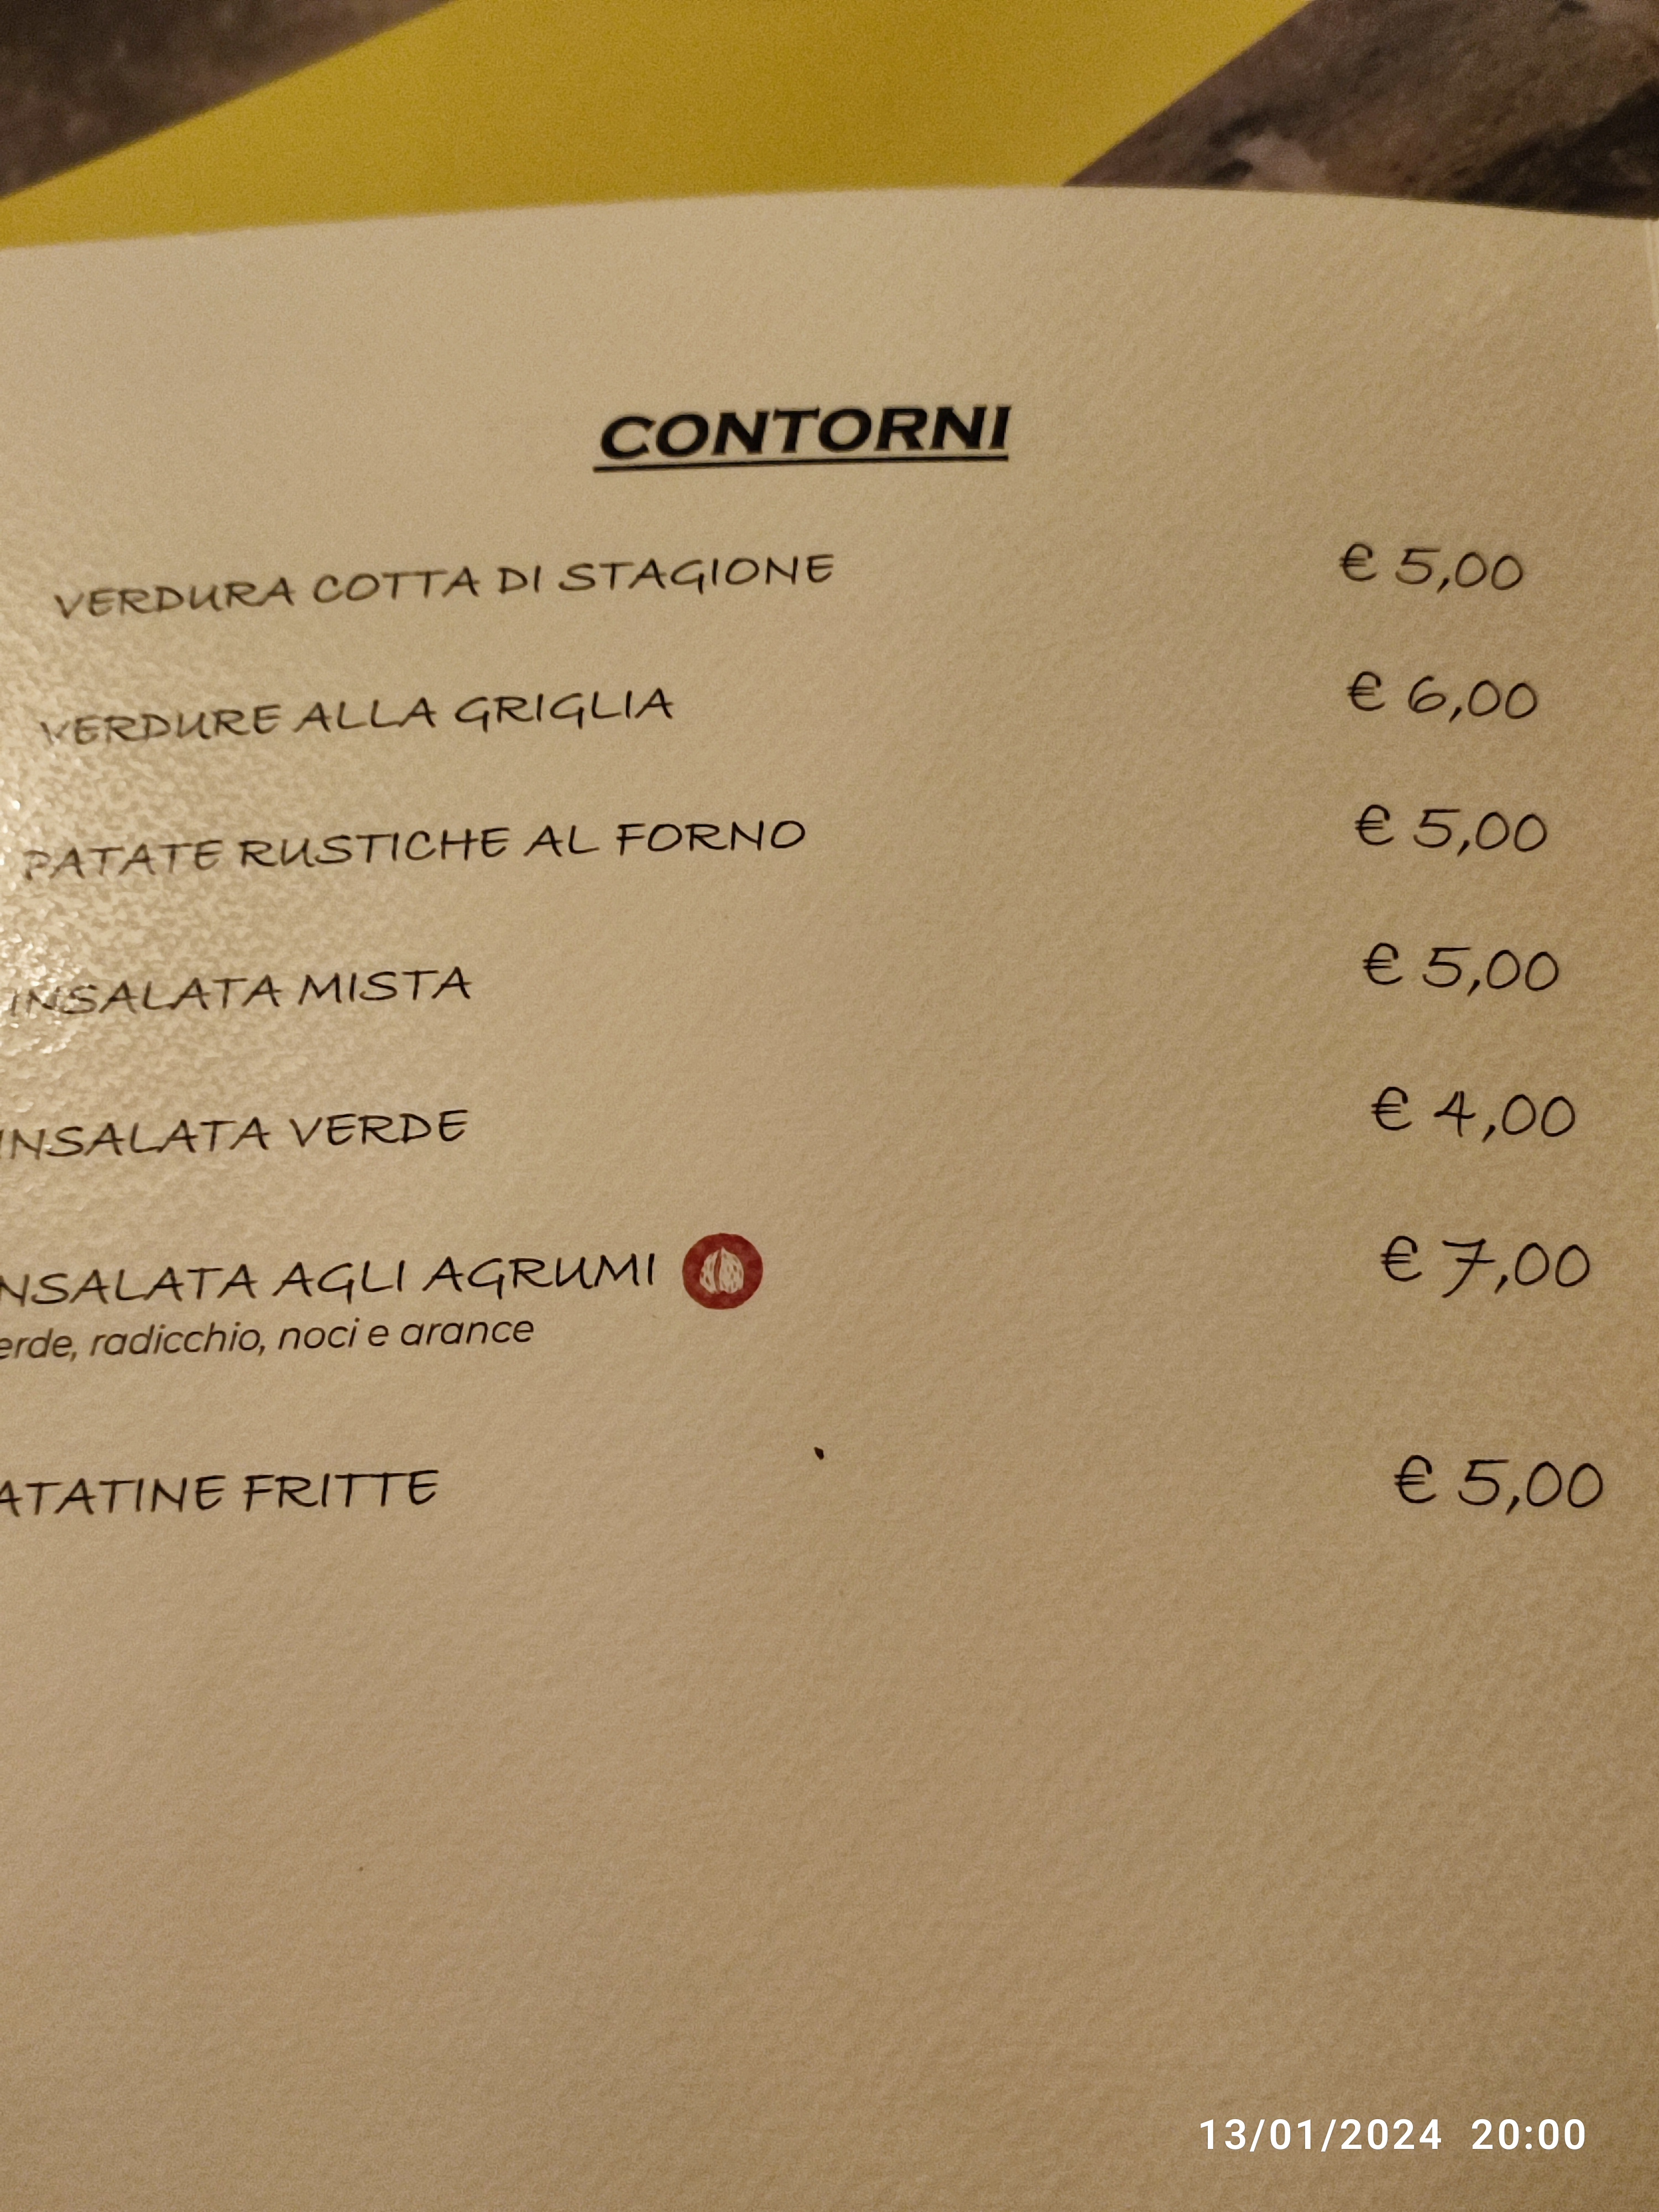 CONTORNI
VERDURA COTTA DI STAGIONE € 5,00
VERDURE ALLA GRIGLIA € 6,00
PATATE RUSTICHE AL FORNO € 5,00
INSALATA MISTA € 5,00
INSALATA VERDE € 4,00
NSALATA AGLI AGRUMI € 7,00
erde, radicchio, noci e arance
ATATINE FRITTE € 5,00
13/01/2024 20:00